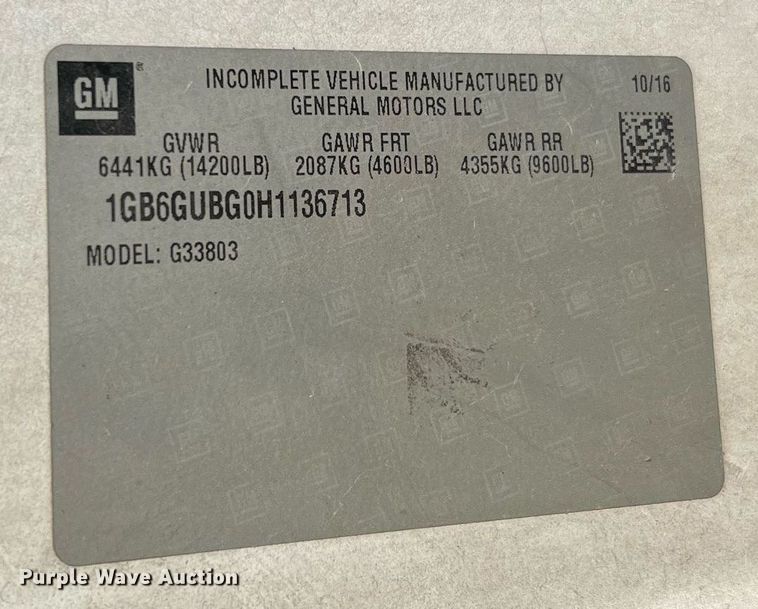 GM®
INCOMPLETE VEHICLE MANUFACTURED BY
GENERAL MOTORS LLC
10/16
GVWR GAWR FRT GAWR RR
6441KG (14200LB) 2087KG (4600LB) 4355KG (9600LB)
1GB6GUBG0H1136713
MODEL: G33803
Purple Wave Auction